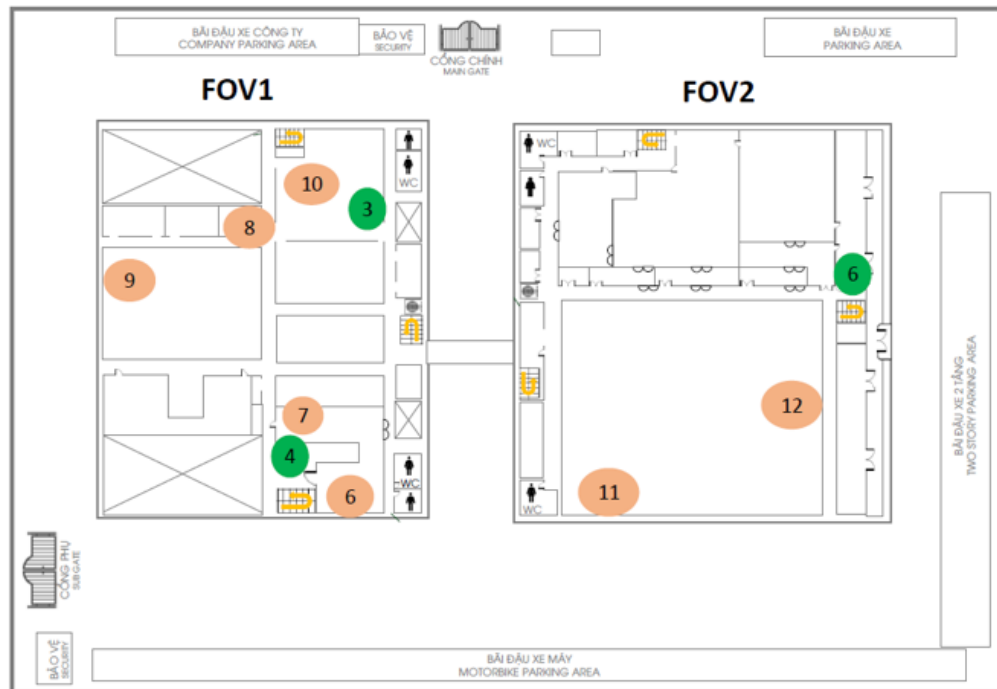 BÃI ĐẬU XE CÔNG TY
COMPANY PARKING AREA
BẢO VỆ
SECURITY
CỔNG CHÍNH
MAIN GATE
BÃI ĐẬU XE
PARKING AREA
FOV1
FOV2
WC
WC
10
3
8
9
6
7
12
4
6
11
WC
WC
BÃI ĐẬU XE 2 TẦNG
TWO STORY PARKING AREA
CỔNG PHỤ
SUB GATE
BẢO VỆ
SECURITY
BÃI ĐẬU XE MÁY
MOTORBIKE PARKING AREA